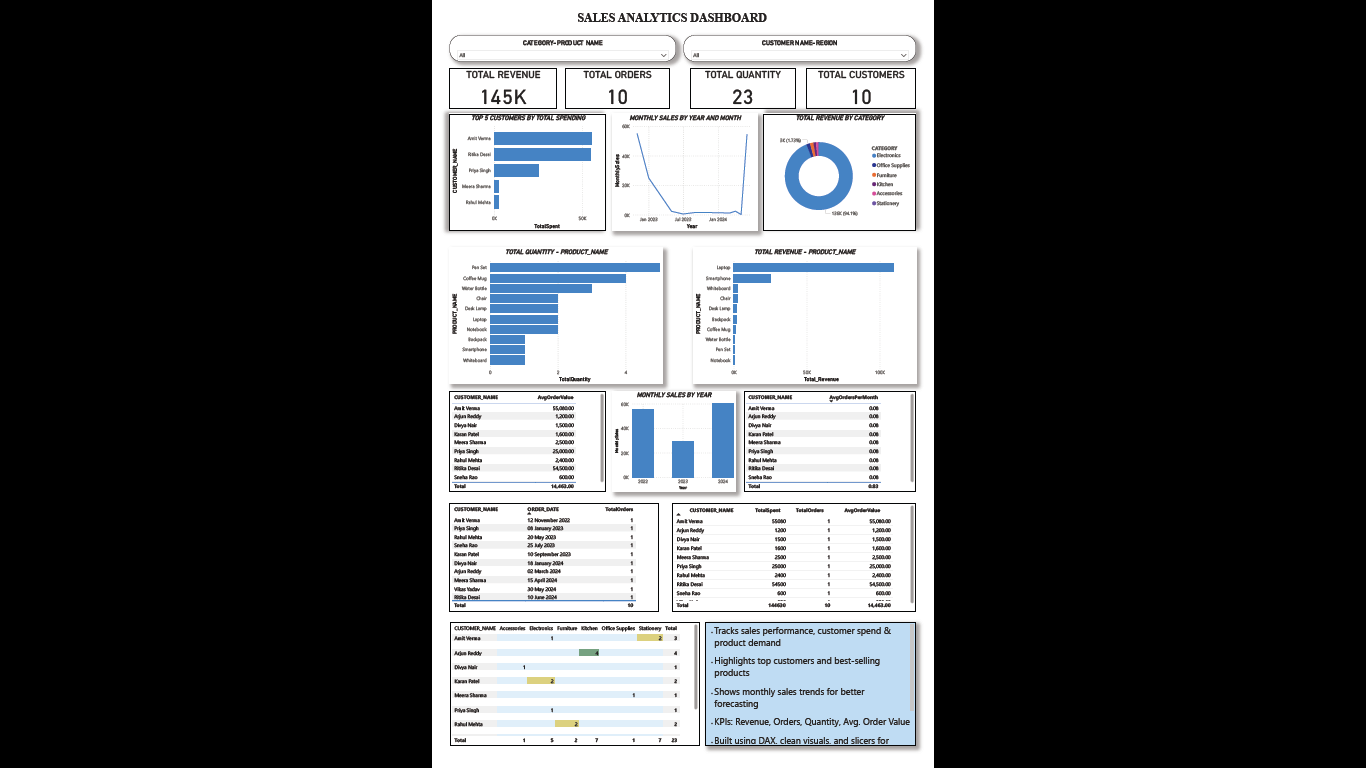 SALES ANALYTICS DASHBOARD
CATEGORY-PRODUCT NAME
All
CUSTOMER NAME-REGION
All
TOTAL REVENUE
145K
TOTAL ORDERS
10
TOTAL QUANTITY
23
TOTAL CUSTOMERS
10
TOP 5 CUSTOMERS BY TOTAL SPENDING
CUSTOMER_NAME
Amit Verma
Ritika Desai
Priya Singh
Meera Sharma
Rahul Mehta
0K 50K
TotalSpent
MONTHLY SALES BY YEAR AND MONTH
MonthlySales
60K
40K
20K
0K
Jan 2023 Jul 2023 Jan 2024
Year
TOTAL REVENUE BY CATEGORY
136K (94.1%)
CATEGORY
Electronics
Office Supplies
Furniture
Kitchen
Accessories
Stationery
TOTAL QUANTITY - PRODUCT_NAME
PRODUCT_NAME
Pen Set
Coffee Mug
Water Bottle
Chair
Desk Lamp
Laptop
Notebook
Backpack
Smartphone
Whiteboard
0 2 4
TotalQuantity
TOTAL REVENUE - PRODUCT_NAME
PRODUCT_NAME
Laptop
Smartphone
Whiteboard
Chair
Desk Lamp
Backpack
Coffee Mug
Water Bottle
Pen Set
Notebook
0K 50K 100K
Total_Revenue
CUSTOMER_NAME AvgOrderValue
Amit Verma 55,080.00
Arjun Reddy 1,200.00
Divya Nair 1,500.00
Karan Patel 1,600.00
Meera Sharma 2,500.00
Priya Singh 25,000.00
Rahul Mehta 2,400.00
Ritika Desai 54,500.00
Sneha Rao 600.00
Total 14,463.00
MONTHLY SALES BY YEAR
MonthlySales
60K
40K
20K
0K
2022 2023 2024
Year
CUSTOMER_NAME AvgOrdersPerMonth
Amit Verma 0.08
Arjun Reddy 0.08
Divya Nair 0.08
Karan Patel 0.08
Meera Sharma 0.08
Priya Singh 0.08
Rahul Mehta 0.08
Ritika Desai 0.08
Sneha Rao 0.08
Total 0.83
CUSTOMER_NAME ORDER_DATE TotalOrders
Amit Verma 12 November 2022 1
Priya Singh 08 January 2023 1
Rahul Mehta 20 May 2023 1
Sneha Rao 25 July 2023 1
Karan Patel 10 September 2023 1
Divya Nair 18 January 2024 1
Arjun Reddy 02 March 2024 1
Meera Sharma 15 April 2024 1
Vikas Yadav 30 May 2024 1
Ritika Desai 10 June 2024 1
Total 10
CUSTOMER_NAME TotalSpent TotalOrders AvgOrderValue
Amit Verma 55080 1 55,080.00
Arjun Reddy 1200 1 1,200.00
Divya Nair 1500 1 1,500.00
Karan Patel 1600 1 1,600.00
Meera Sharma 2500 1 2,500.00
Priya Singh 25000 1 25,000.00
Rahul Mehta 2400 1 2,400.00
Ritika Desai 54500 1 54,500.00
Sneha Rao 600 1 600.00
Total 144630 10 14,463.00
CUSTOMER_NAME Accessories Electronics Furniture Kitchen Office Supplies Stationery Total
Amit Verma 1 2 3
Arjun Reddy 4 4
Divya Nair 1 1
Karan Patel 2 2
Meera Sharma 1 1
Priya Singh 1 1
Rahul Mehta 2 2
Total 1 5 2 7 1 7 23
Tracks sales performance, customer spend &
product demand
Highlights top customers and best-selling
products
Shows monthly sales trends for better
forecasting
KPIs: Revenue, Orders, Quantity, Avg. Order Value
Built using DAX, clean visuals, and slicers for